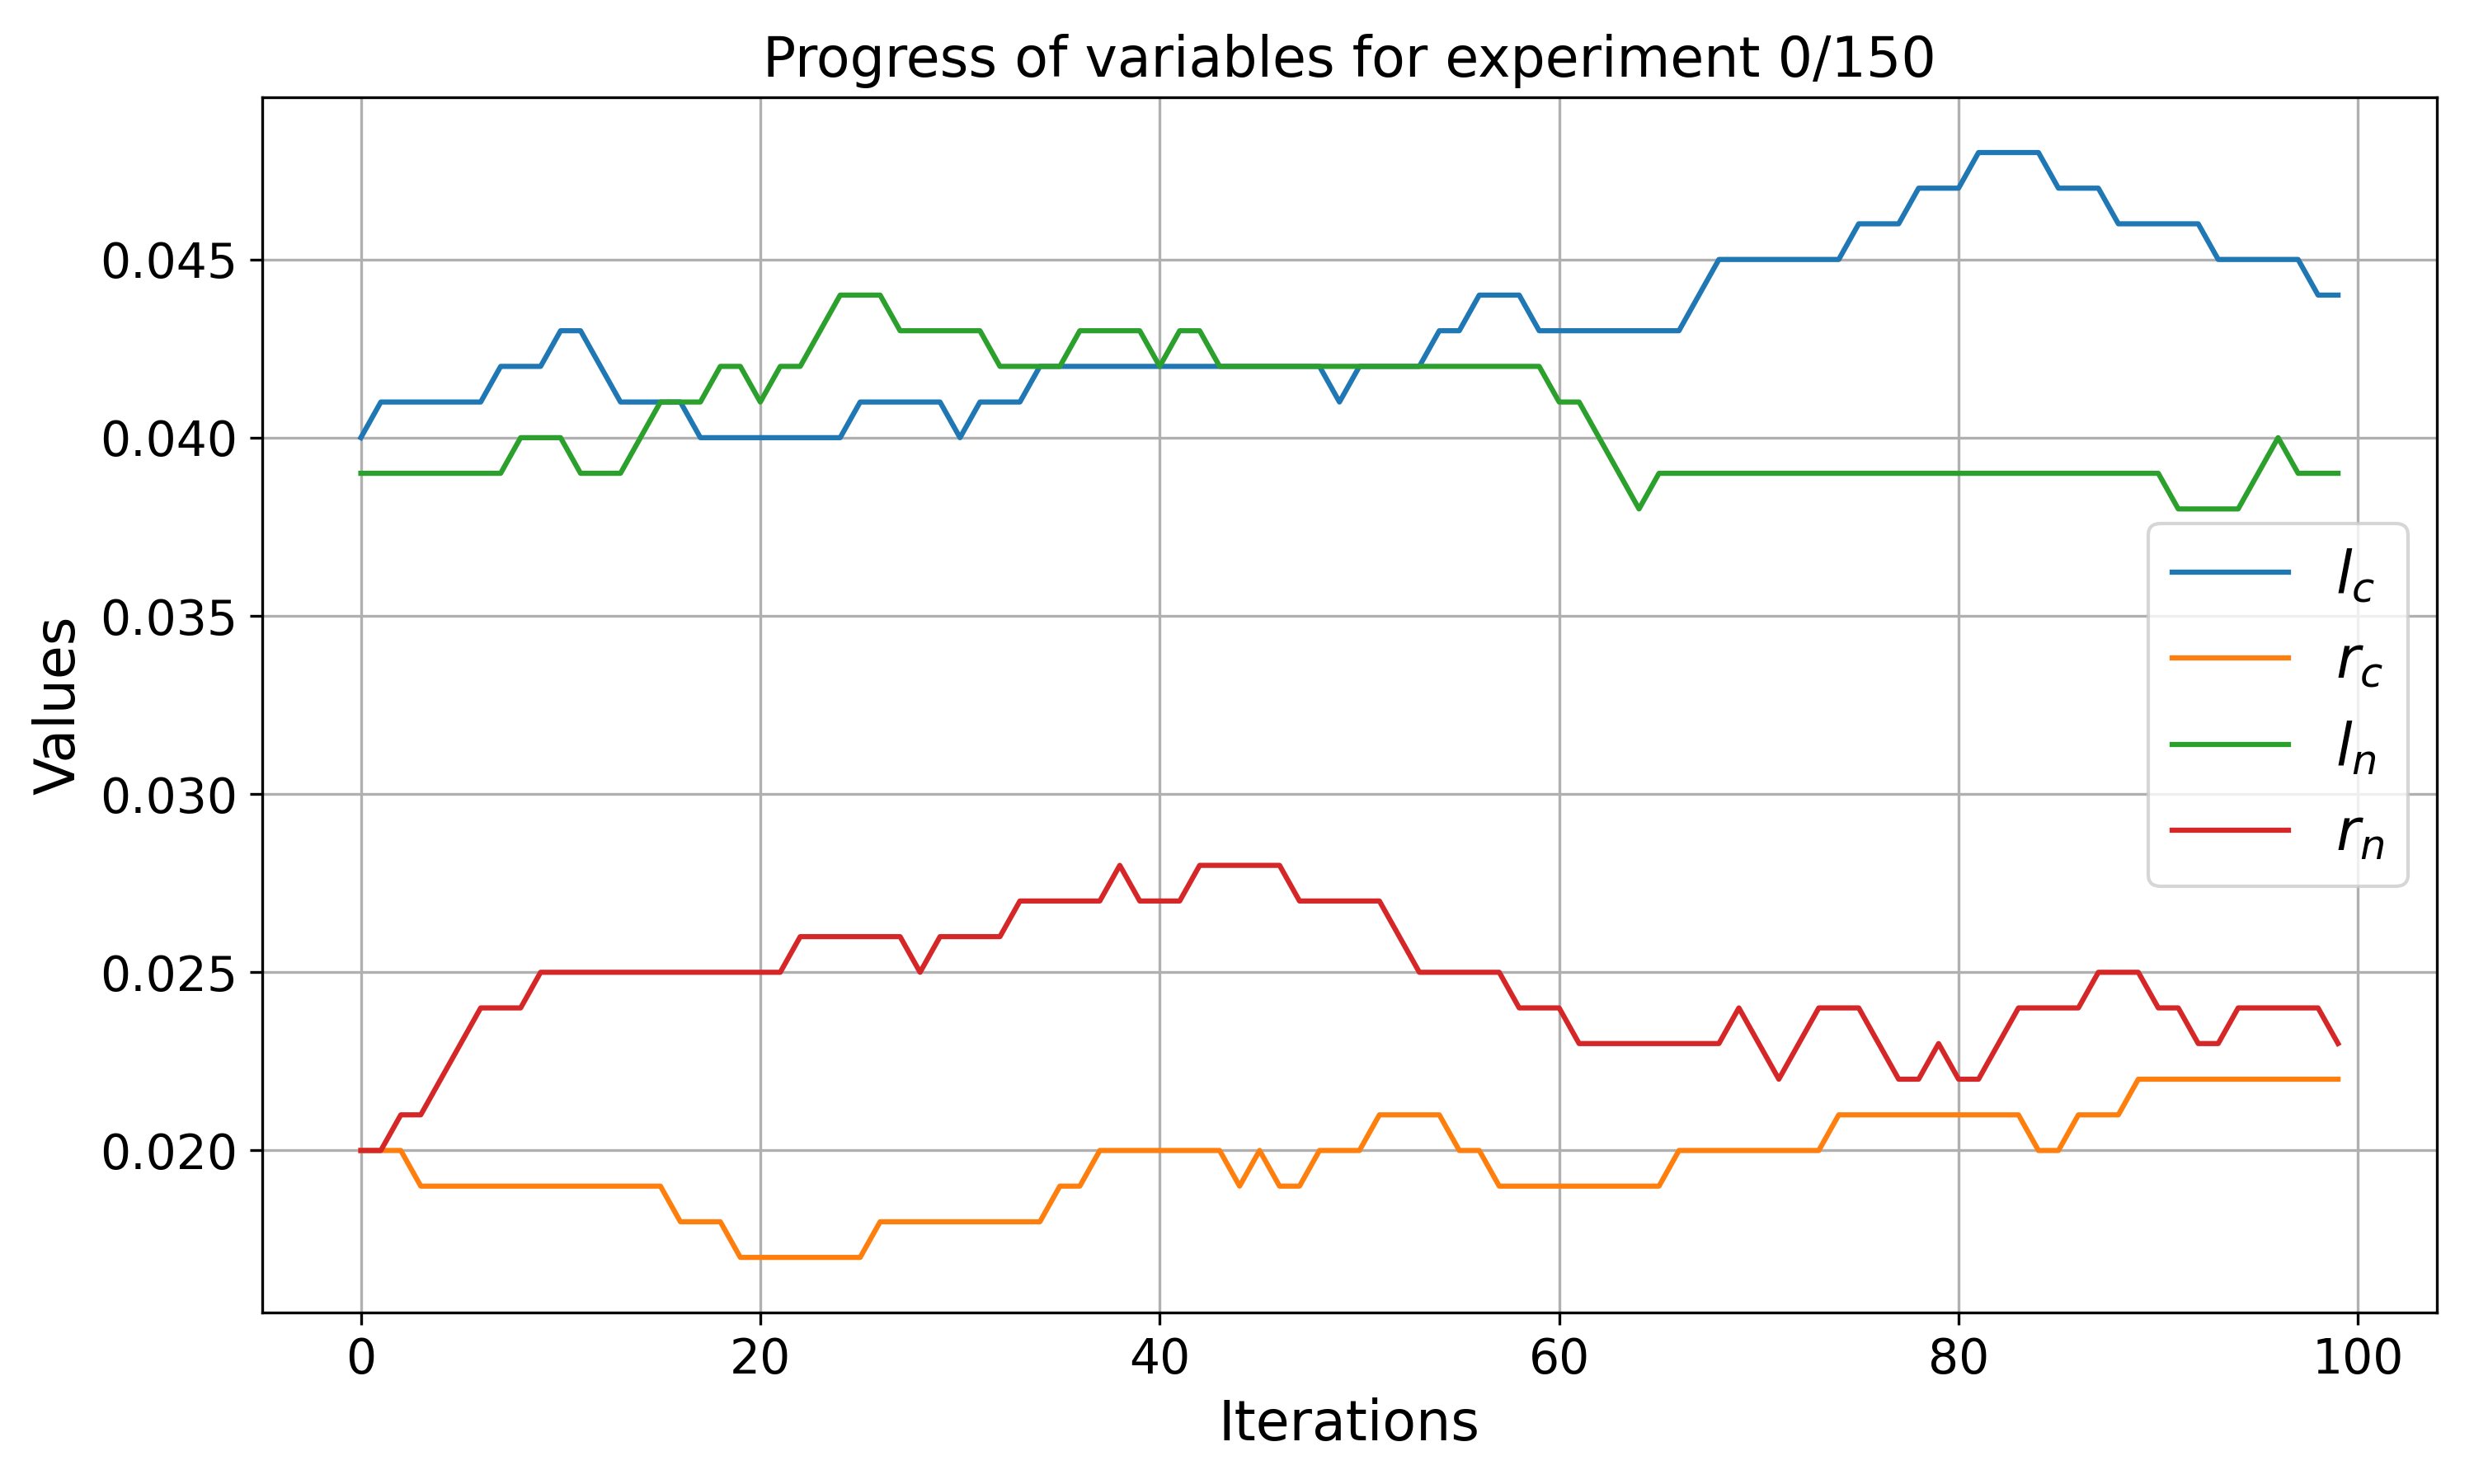 Progress of variables for experiment 0/150
Values
0.045
0.040
0.035
0.030
0.025
0.020
l_c
r_c
l_n
r_n
0 20 40 60 80 100
Iterations